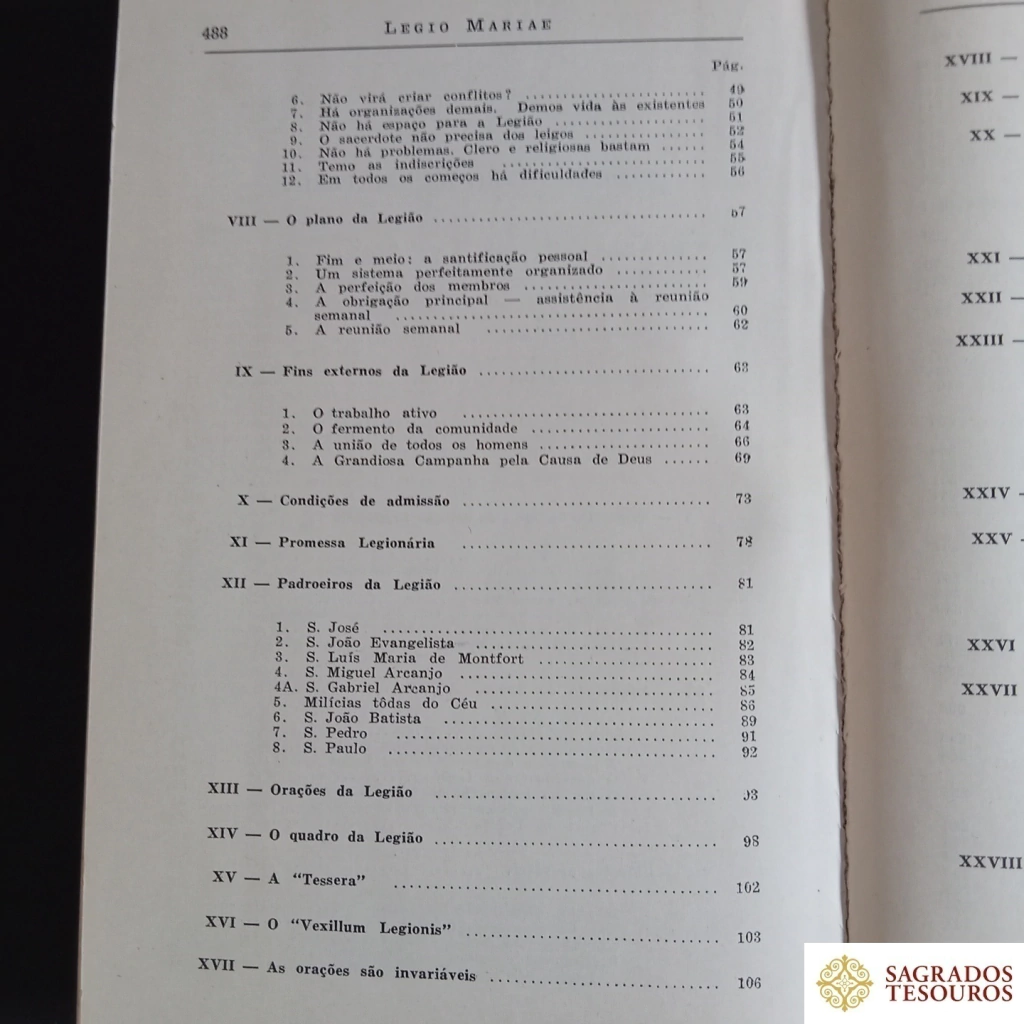 488
LEGIO MARIAE
Pág.
6. Não virá criar conflitos? ........................ 49
7. Há organizações demais. Demos vida às existentes 50
8. Não há espaço para a Legião .................... 51
9. O sacerdote não precisa dos leigos ............... 52
10. Não há problemas. Clero e religiosas bastam ...... 54
11. Temo as indiscrições ............................ 55
12. Em todos os começos há dificuldades ............ 56
VIII — O plano da Legião .................................. 57
1. Fim e meio: a santificação pessoal .............. 57
2. Um sistema perfeitamente organizado ............ 57
3. A perfeição dos membros ........................ 59
4. A obrigação principal — assistência à reunião
semanal ........................................ 60
5. A reunião semanal ............................. 62
IX — Fins externos da Legião .............................. 63
1. O trabalho ativo ................................ 63
2. O fermento da comunidade ........................ 64
3. A união de todos os homens ...................... 66
4. A Grandiosa Campanha pela Causa de Deus ...... 69
X — Condições de admissão ................................ 73
XI — Promessa Legionária ................................ 78
XII — Padroeiros da Legião ................................ 81
1. S. José ........................................ 81
2. S. João Evangelista .............................. 82
3. S. Luís Maria de Montfort ...................... 83
4. S. Miguel Arcanjo ................................ 84
4A. S. Gabriel Arcanjo .............................. 85
5. Milícias tôdas do Céu ............................ 86
6. S. João Batista .................................. 89
7. S. Pedro ........................................ 91
8. S. Paulo ........................................ 92
XIII — Orações da Legião .................................. 93
XIV — O quadro da Legião .................................. 98
XV — A “Tessera” ........................................ 102
XVI — O “Vexillum Legionis” ................................ 103
XVII — As orações são invariáveis .......................... 106
XVIII —
XIX —
XX —
XXI —
XXII —
XXIII —
XXIV -
XXV -
XXVI
XXVII
XXVIII
SAGRADOS
TESOUROS